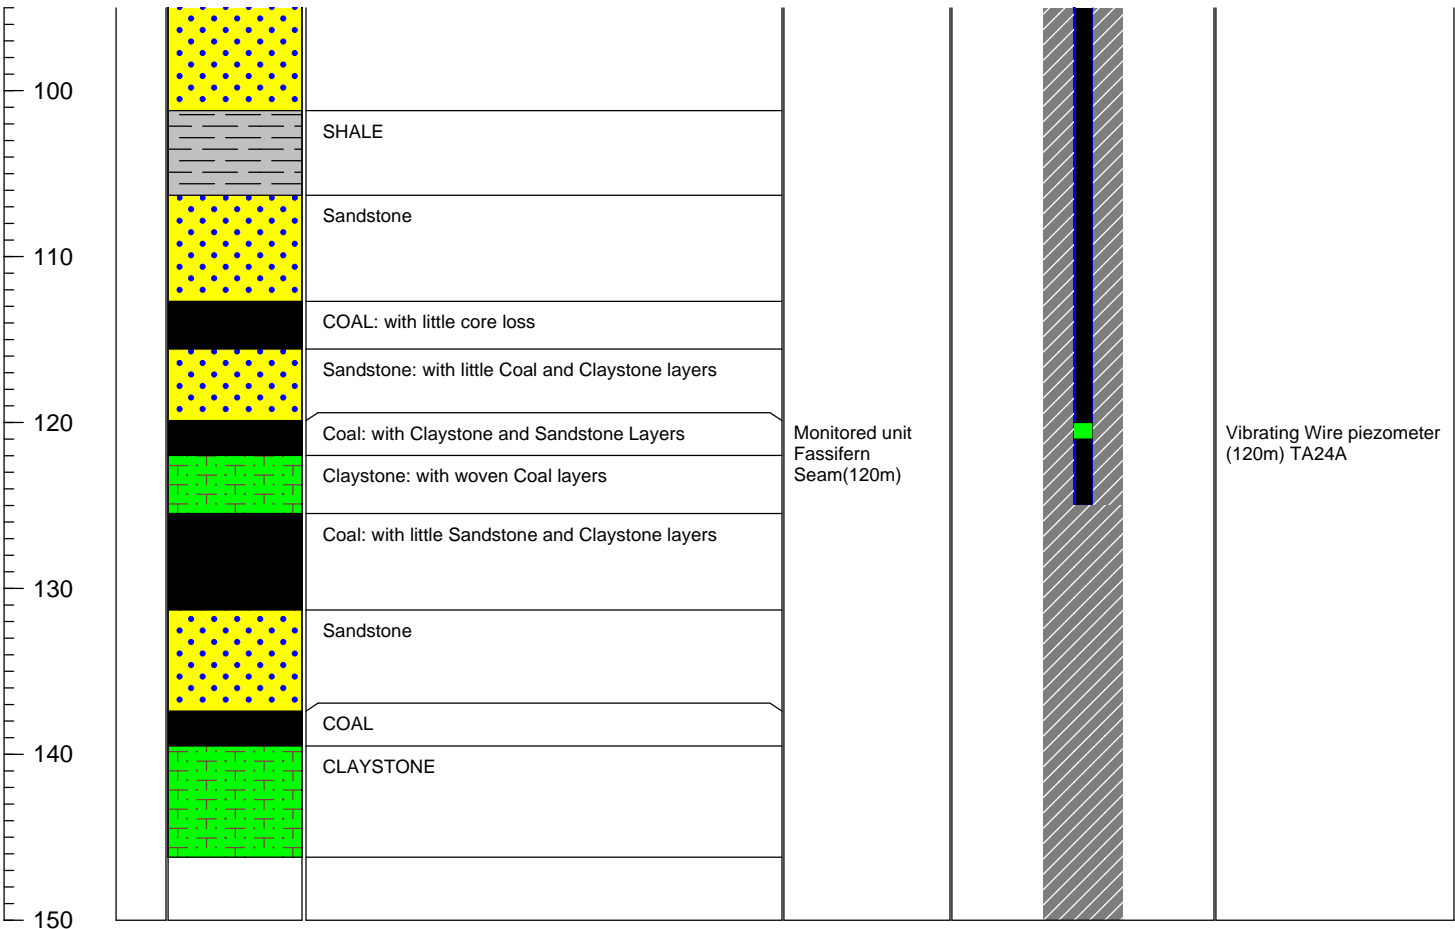 100
SHALE
Sandstone
110
COAL: with little core loss
Sandstone: with little Coal and Claystone layers
120
Coal: with Claystone and Sandstone Layers
Monitored unit
Fassifern
Seam(120m)
Vibrating Wire piezometer
(120m) TA24A
Claystone: with woven Coal layers
Coal: with little Sandstone and Claystone layers
130
Sandstone
COAL
140
CLAYSTONE
150